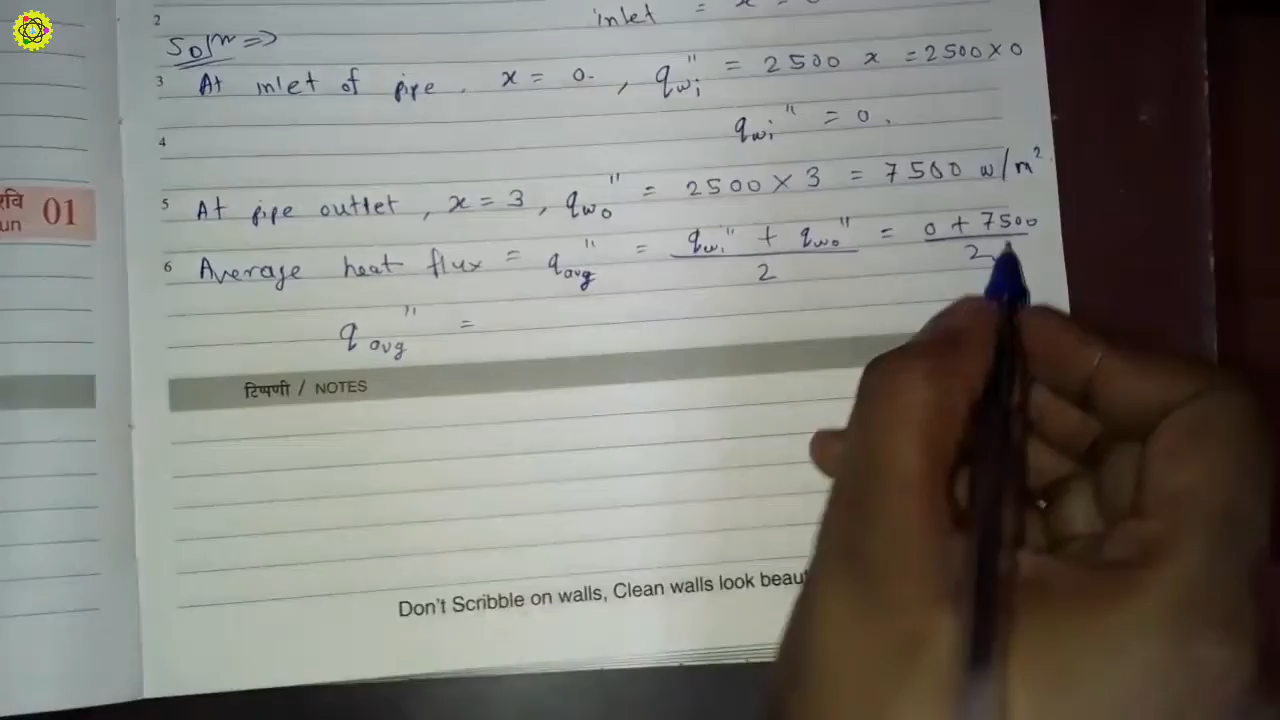 2
inlet = x =
Soln =>
3 At inlet of pipe, x = 0. , qwi" = 2500 x = 2500 × 0
4 qwi" = 0.
रवि
un 01
5 At pipe outlet, x = 3, qwo" = 2500 × 3 = 7500 w/m²
6 Average heat flux = qavg" = qwi" + qwo" / 2 = 0 + 7500 / 2
qavg" =
टिप्पणी / NOTES
Don't Scribble on walls, Clean walls look